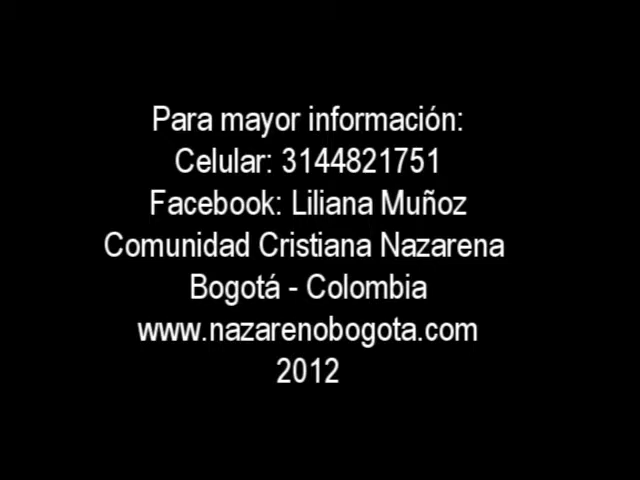 Para mayor información:
Celular: 3144821751
Facebook: Liliana Muñoz
Comunidad Cristiana Nazarena
Bogotá - Colombia
www.nazarenobogota.com
2012